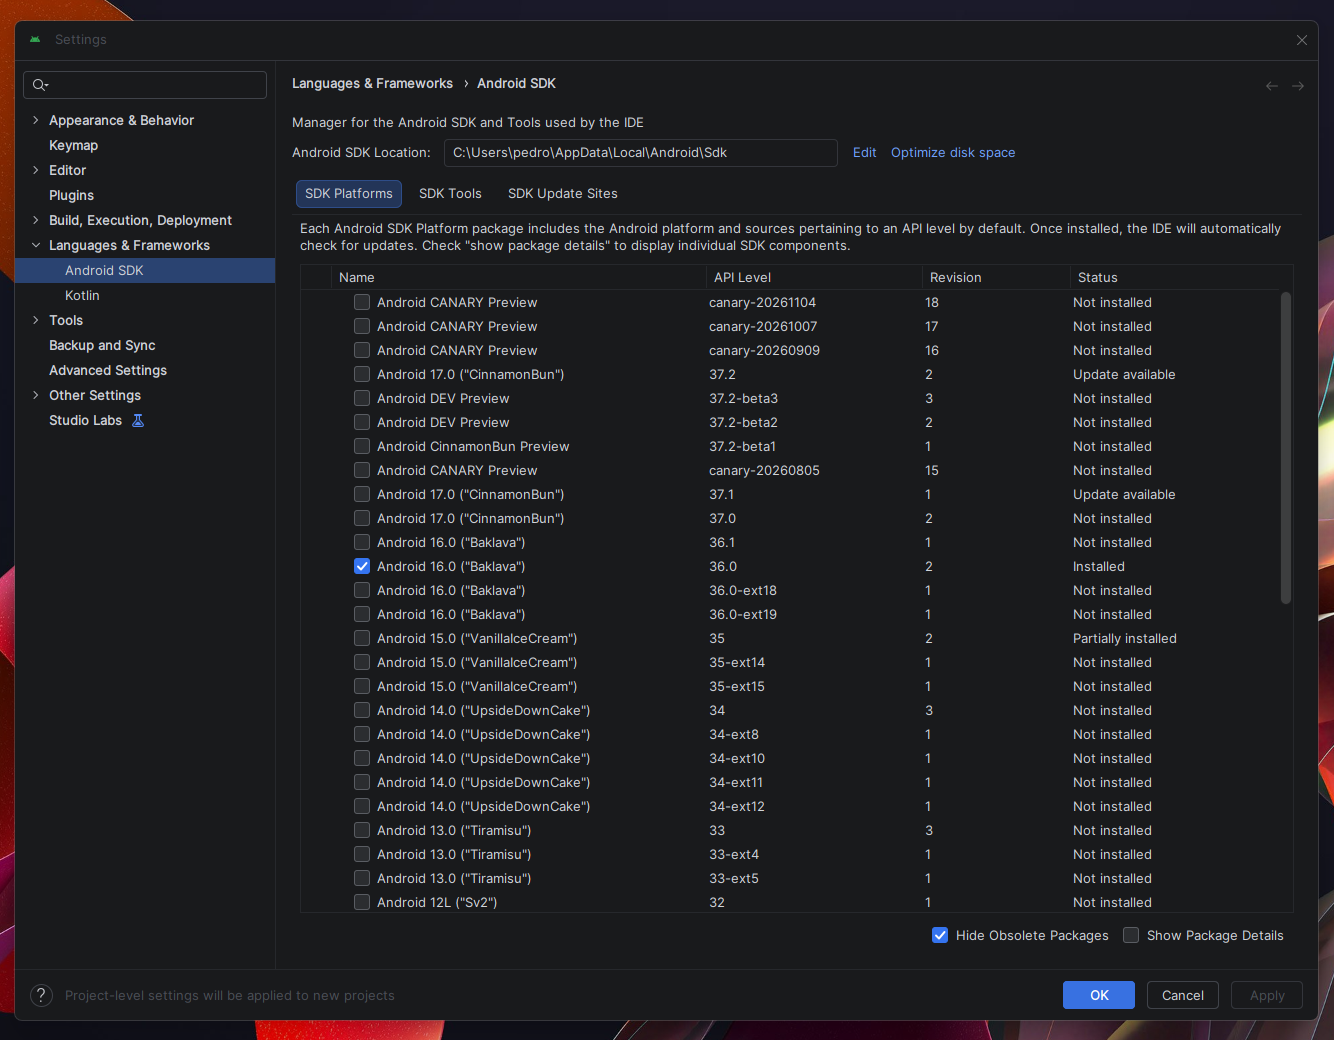 Settings
Languages & Frameworks › Android SDK
Appearance & Behavior
Keymap
Editor
Plugins
Build, Execution, Deployment
Languages & Frameworks
Android SDK
Kotlin
Tools
Backup and Sync
Advanced Settings
Other Settings
Studio Labs
Manager for the Android SDK and Tools used by the IDE
Android SDK Location: C:\Users\pedro\AppData\Local\Android\Sdk Edit Optimize disk space
SDK Platforms SDK Tools SDK Update Sites
Each Android SDK Platform package includes the Android platform and sources pertaining to an API level by default. Once installed, the IDE will automatically
check for updates. Check "show package details" to display individual SDK components.
Name API Level Revision Status
Android CANARY Preview canary-20261104 18 Not installed
Android CANARY Preview canary-20261007 17 Not installed
Android CANARY Preview canary-20260909 16 Not installed
Android 17.0 ("CinnamonBun") 37.2 2 Update available
Android DEV Preview 37.2-beta3 3 Not installed
Android DEV Preview 37.2-beta2 2 Not installed
Android CinnamonBun Preview 37.2-beta1 1 Not installed
Android CANARY Preview canary-20260805 15 Not installed
Android 17.0 ("CinnamonBun") 37.1 1 Update available
Android 17.0 ("CinnamonBun") 37.0 2 Not installed
Android 16.0 ("Baklava") 36.1 1 Not installed
Android 16.0 ("Baklava") 36.0 2 Installed
Android 16.0 ("Baklava") 36.0-ext18 1 Not installed
Android 16.0 ("Baklava") 36.0-ext19 1 Not installed
Android 15.0 ("VanillaIceCream") 35 2 Partially installed
Android 15.0 ("VanillaIceCream") 35-ext14 1 Not installed
Android 15.0 ("VanillaIceCream") 35-ext15 1 Not installed
Android 14.0 ("UpsideDownCake") 34 3 Not installed
Android 14.0 ("UpsideDownCake") 34-ext8 1 Not installed
Android 14.0 ("UpsideDownCake") 34-ext10 1 Not installed
Android 14.0 ("UpsideDownCake") 34-ext11 1 Not installed
Android 14.0 ("UpsideDownCake") 34-ext12 1 Not installed
Android 13.0 ("Tiramisu") 33 3 Not installed
Android 13.0 ("Tiramisu") 33-ext4 1 Not installed
Android 13.0 ("Tiramisu") 33-ext5 1 Not installed
Android 12L ("Sv2") 32 1 Not installed
Hide Obsolete Packages Show Package Details
? Project-level settings will be applied to new projects
OK Cancel Apply